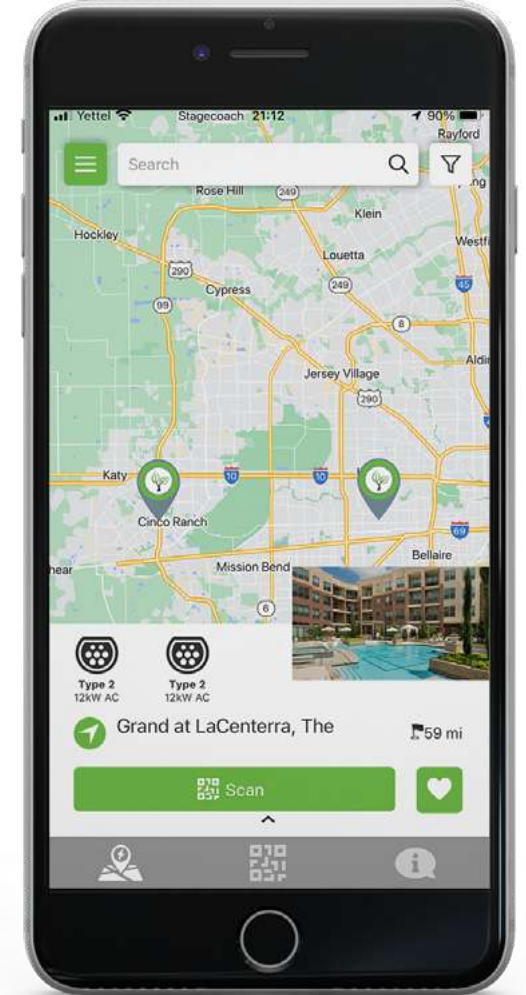 Yettel
Stagecoach 21:12
90%
Rayford
Search
Rose Hill
249
Klein
Hockley
Louetta
290
249
Cypress
45
99
8
Jersey Village
290
Katy
10
10
Cinco Ranch
69
Mission Bend
Bellaire
6
Type 2
12kW AC
Type 2
12kW AC
Grand at LaCenterra, The
59 mi
Scan